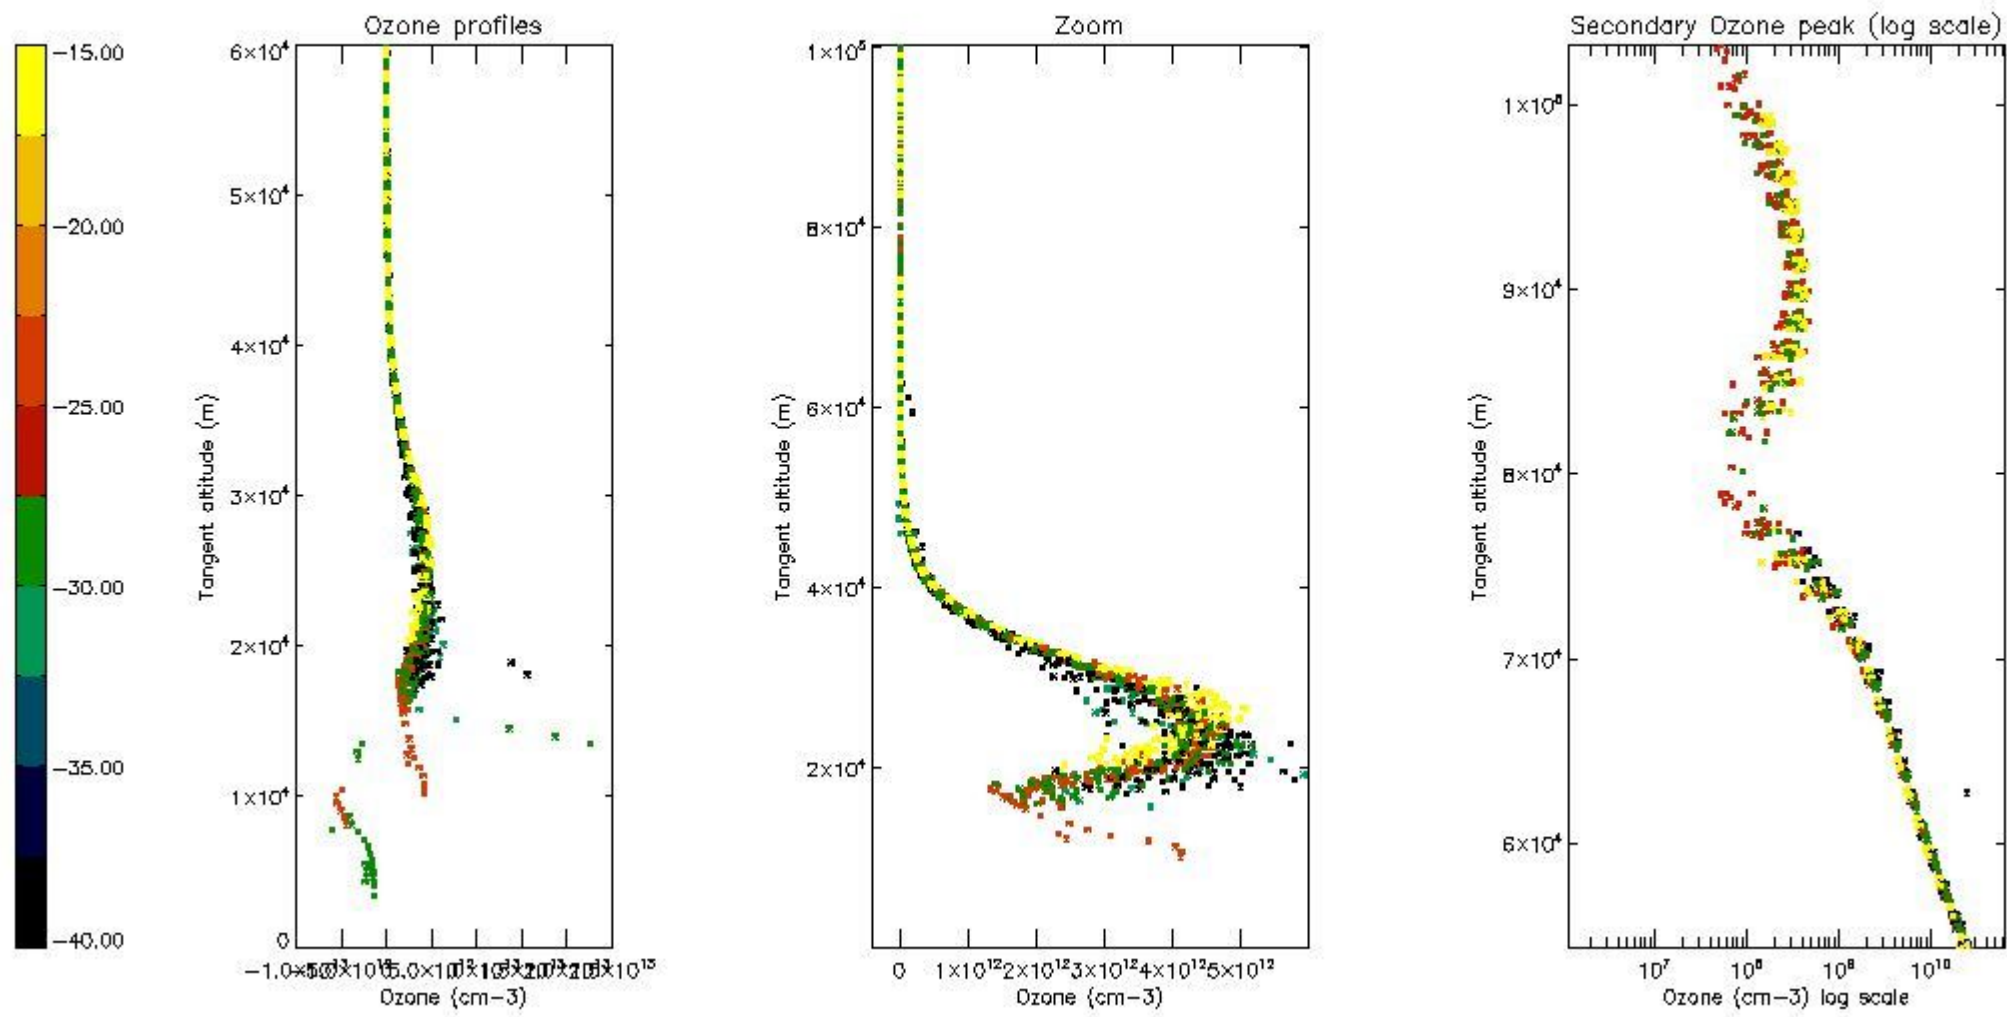 Ozone profiles
Zoom
Secondary Ozone peak (log scale)
−15.00
−20.00
−25.00
−30.00
−35.00
−40.00
6×10⁴
5×10⁴
4×10⁴
3×10⁴
2×10⁴
1×10⁴
0
Tangent altitude (m)
Ozone (cm−3)
1×10⁵
8×10⁴
6×10⁴
4×10⁴
2×10⁴
Tangent altitude (m)
0 1×10¹² 2×10¹² 3×10¹² 4×10¹² 5×10¹²
Ozone (cm−3)
9×10⁴
8×10⁴
7×10⁴
6×10⁴
Tangent altitude (m)
10⁷ 10⁸ 10⁹ 10¹⁰
Ozone (cm−3) log scale